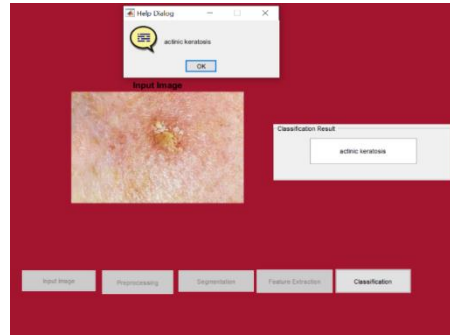 Help Dialog
actinic keratosis
OK
Input Image
Classification Result
actinic keratosis
Input Image
Preprocessing
Segmentation
Feature Extraction
Classification